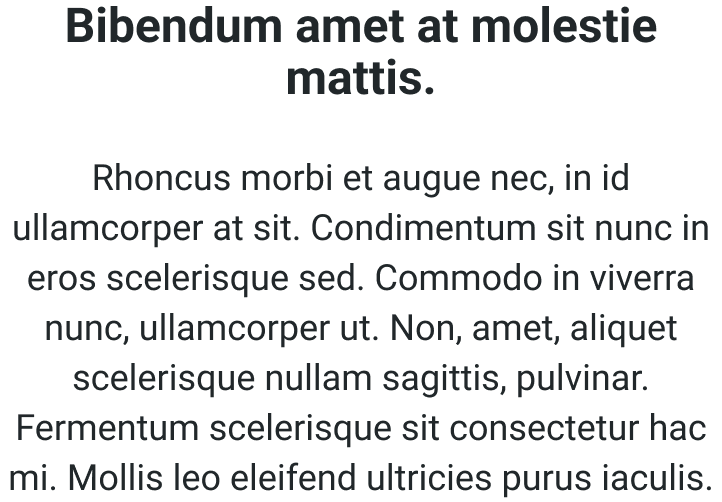 Bibendum amet at molestie
mattis.
Rhoncus morbi et augue nec, in id
ullamcorper at sit. Condimentum sit nunc in
eros scelerisque sed. Commodo in viverra
nunc, ullamcorper ut. Non, amet, aliquet
scelerisque nullam sagittis, pulvinar.
Fermentum scelerisque sit consectetur hac
mi. Mollis leo eleifend ultricies purus iaculis.